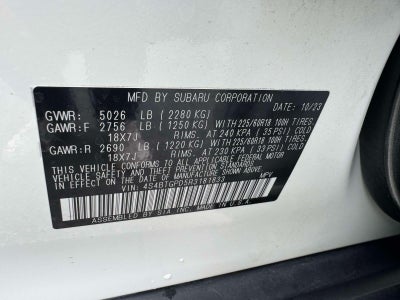 MFD BY SUBARU CORPORATION DATE: 10/23
GVWR: 5026 LB (2280 KG)
GAWR:F 2756 LB (1250 KG) WITH 225/60R18 100H TIRES.
18X7J RIMS. AT 240 KPA (35 PSI) COLD
GAWR:R 2690 LB (1220 KG) WITH 225/60R18 100H TIRES.
18X7J RIMS. AT 230 KPA (33 PSI) COLD
THIS VEHICLE CONFORMS TO ALL APPLICABLE FEDERAL MOTOR
VEHICLE SAFETY, BUMPER, AND THEFT PREVENTION
STANDARDS IN EFFECT ON THE DATE OF MANUFACTURE SHOWN ABOVE.
VIN: 4S4BTGPD5R3181833 MPV
ASSEMBLED BY SIA INC. MADE IN U.S.A.